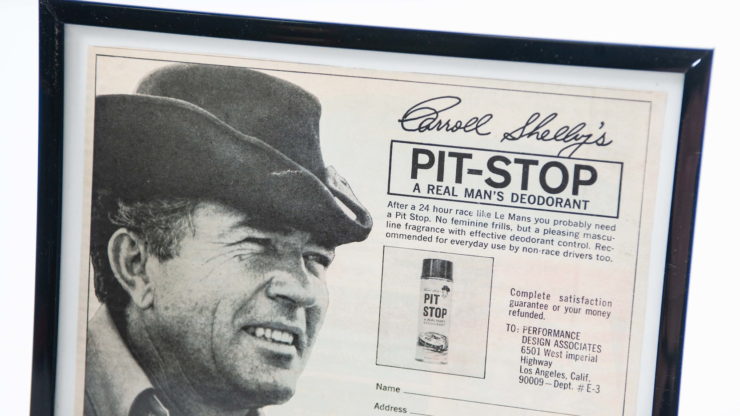 Carroll Shelby's
PIT-STOP
A REAL MAN'S DEODORANT
After a 24 hour race like Le Mans you probably need
a Pit Stop. No feminine frills, but a pleasing mascu-
line fragrance with effective deodorant control. Rec-
ommended for everyday use by non-race drivers too.
PIT
STOP
A REAL MAN'S
DEODORANT
Complete satisfaction
guarantee or your money
refunded.
TO: PERFORMANCE
DESIGN ASSOCIATES
6501 West Imperial
Highway
Los Angeles, Calif.
90009—Dept. #E-3
Name
Address